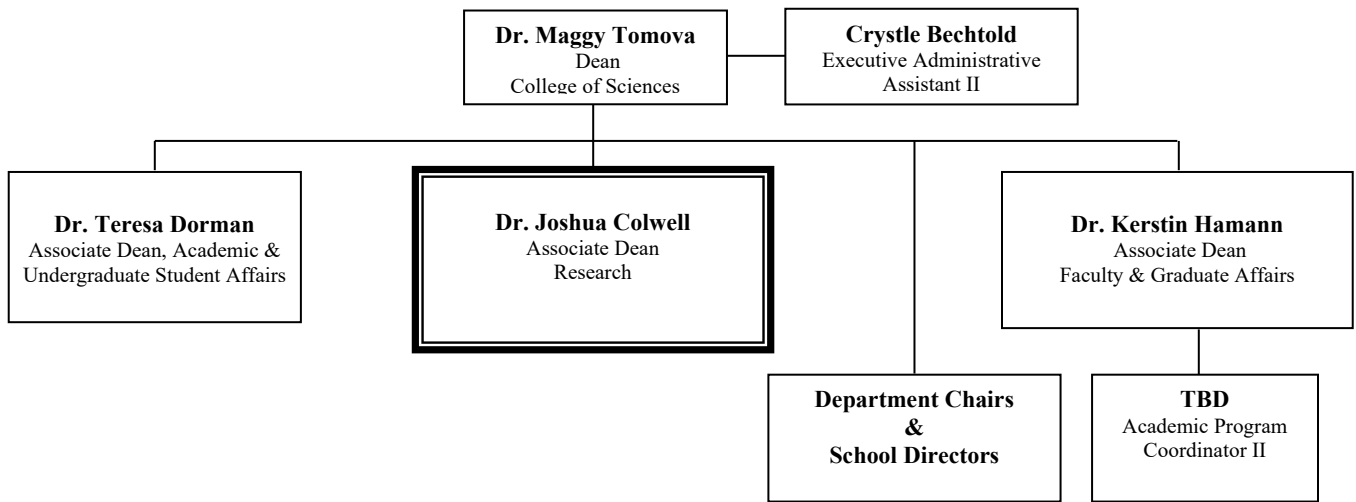 Dr. Maggy Tomova
Dean
College of Sciences
Crystle Bechtold
Executive Administrative
Assistant II
Dr. Teresa Dorman
Associate Dean, Academic &
Undergraduate Student Affairs
Dr. Joshua Colwell
Associate Dean
Research
Dr. Kerstin Hamann
Associate Dean
Faculty & Graduate Affairs
Department Chairs
&
School Directors
TBD
Academic Program
Coordinator II